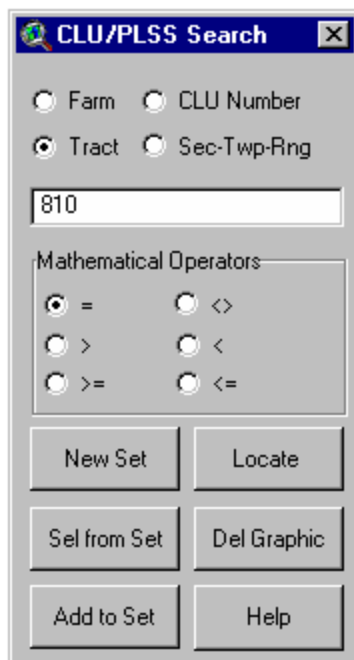 CLU/PLSS Search
Farm CLU Number
Tract Sec-Twp-Rng
810
Mathematical Operators
= <>
> <
>= <=
New Set Locate
Sel from Set Del Graphic
Add to Set Help